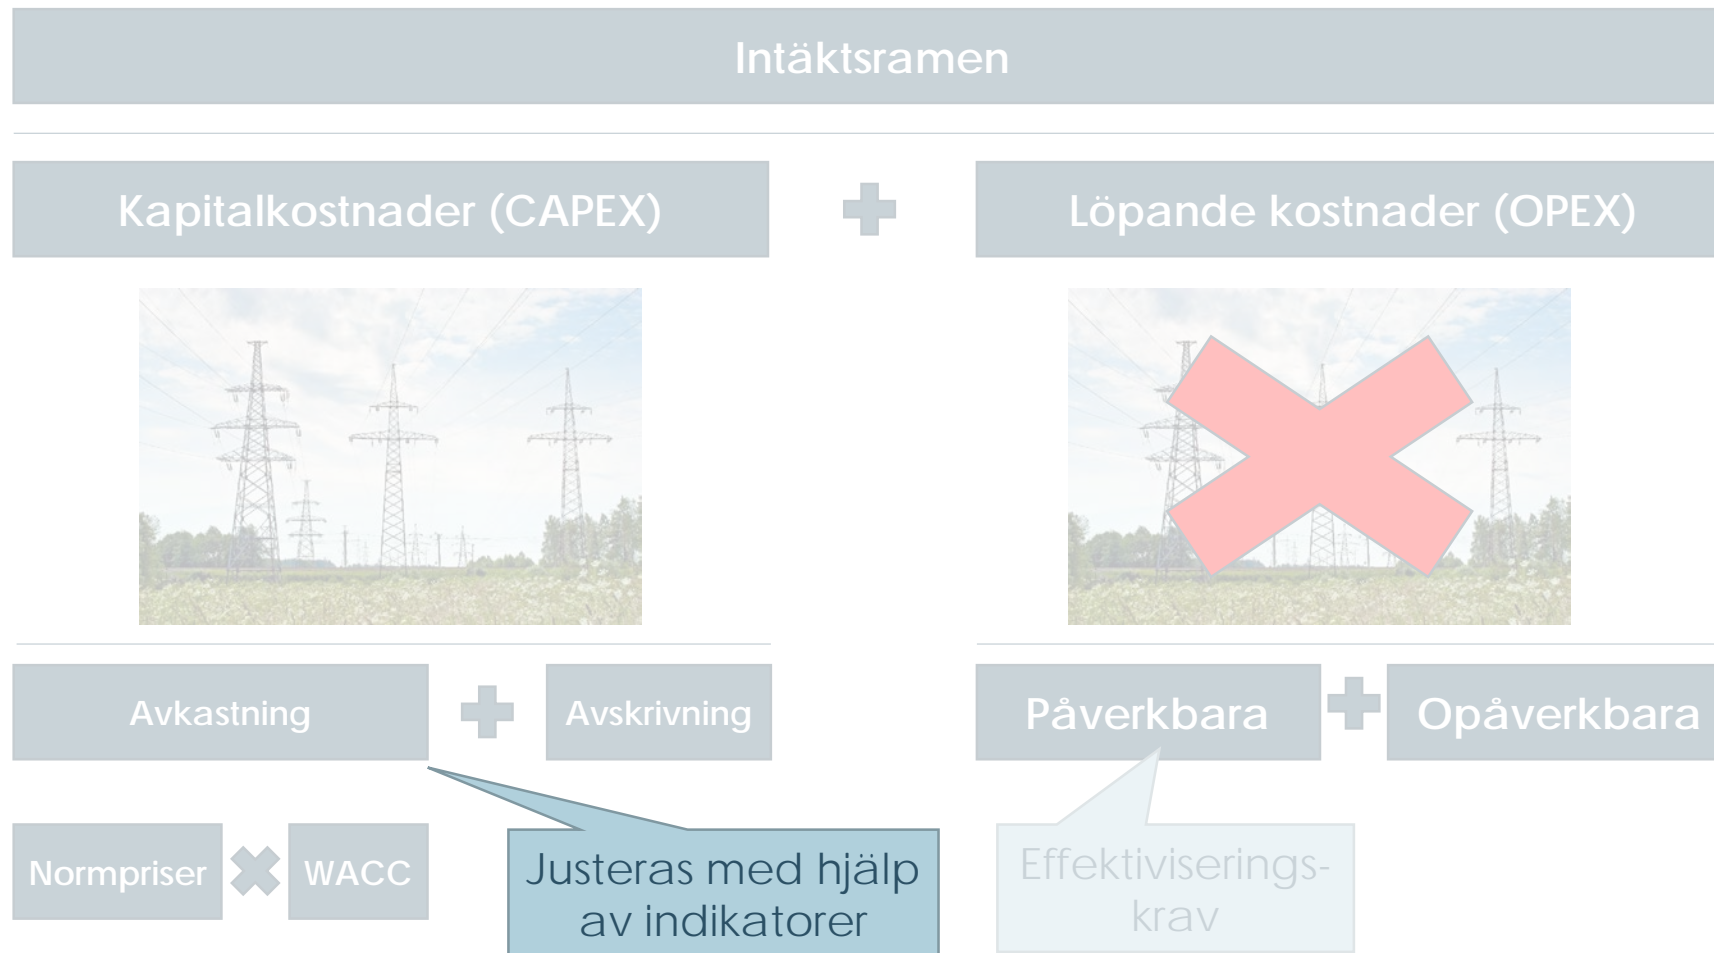 Intäktsramen
Kapitalkostnader (CAPEX)
Löpande kostnader (OPEX)
Avkastning
Avskrivning
Påverkbara
Opåverkbara
Normpriser
WACC
Justeras med hjälp
av indikatorer
Effektiviserings-
krav